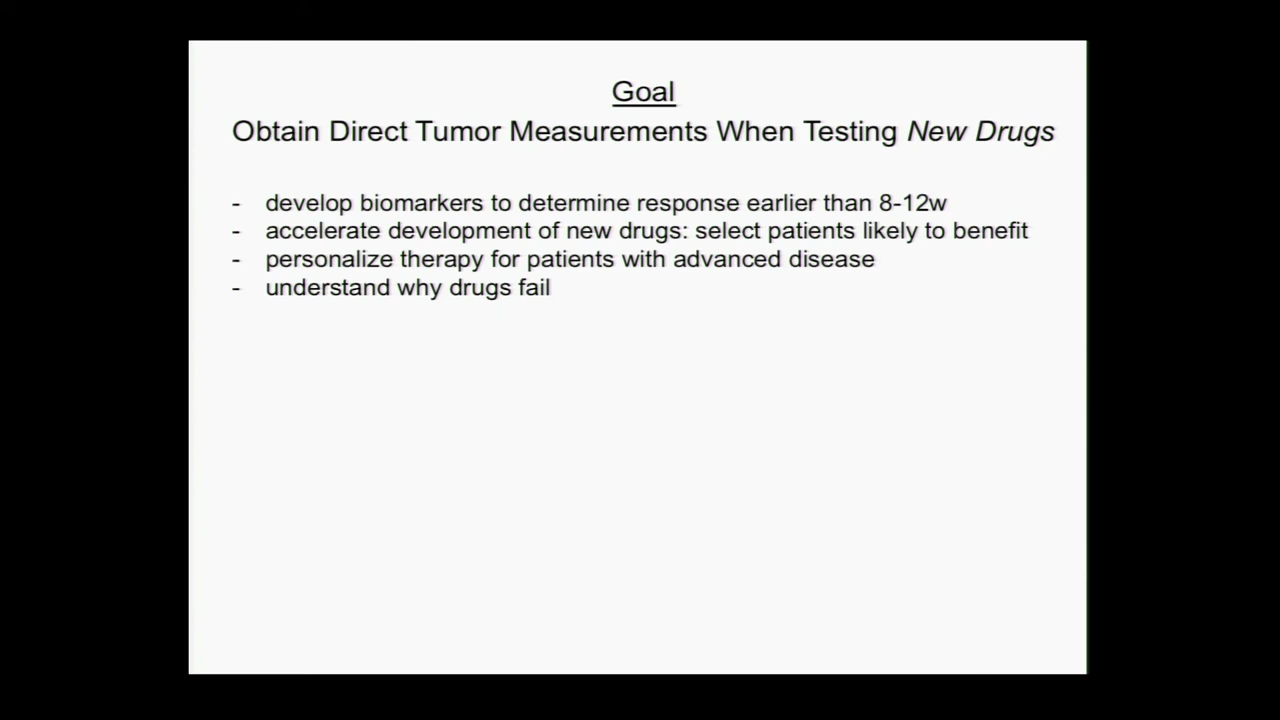 Goal
Obtain Direct Tumor Measurements When Testing New Drugs
- develop biomarkers to determine response earlier than 8-12w
- accelerate development of new drugs: select patients likely to benefit
- personalize therapy for patients with advanced disease
- understand why drugs fail